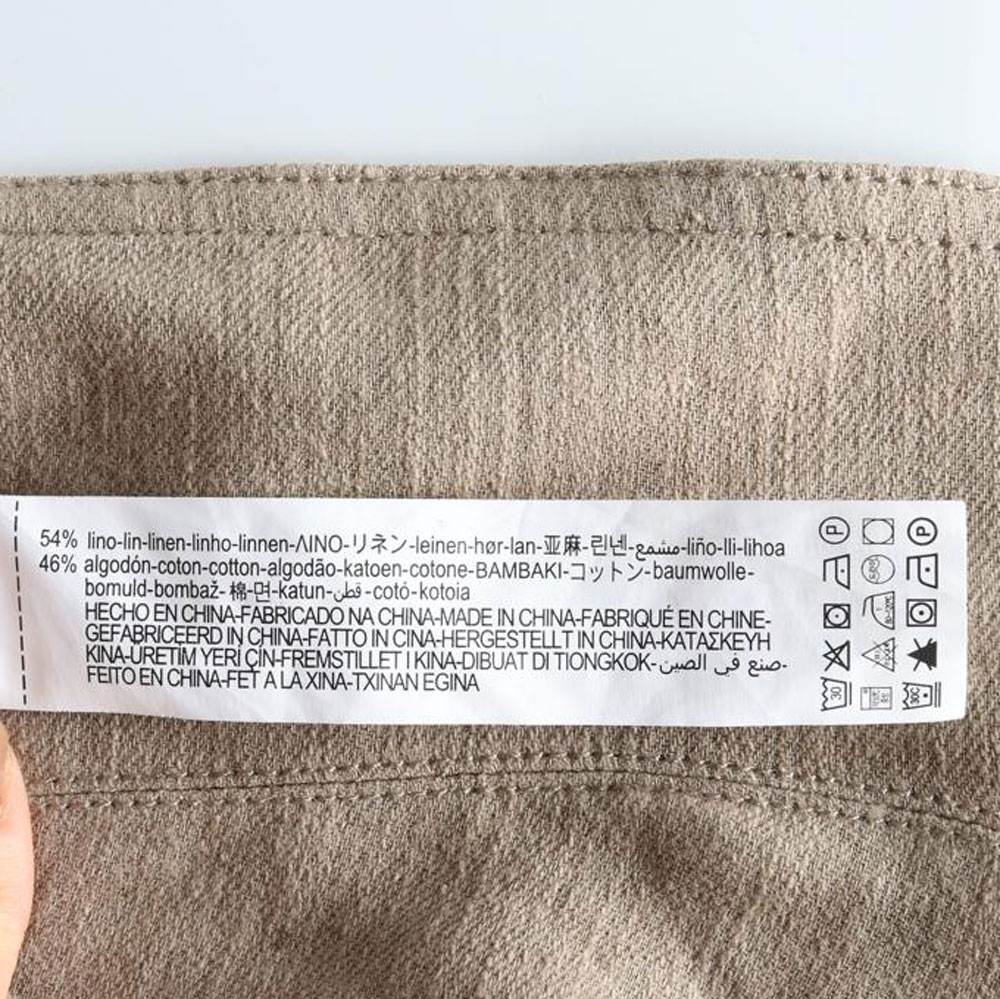 54% lino-lin-linen-linho-linnen-ΛΙΝΟ-リネン-leinen-hør-lan-亚麻-린넨-مشمع-liño-lli-lihoa
46% algodón-coton-cotton-algodão-katoen-cotone-BAMBAKI-コットン-baumwolle-
bomuld-bombaž- 棉-면-katun-قطن-cotó-kotoia
HECHO EN CHINA-FABRICADO NA CHINA-MADE IN CHINA-FABRIQUÉ EN CHINE-
GEFABRICEERD IN CHINA-FATTO IN CINA-HERGESTELLT IN CHINA-ΚΑΤΑΣΚΕΥΗ
ΚΙΝΑ-URETIM YERİ ÇIN-FREMSTILLET I KINA-DIBUAT DI TIONGKOK-صنع في الصين-
FEITO EN CHINA-FET A LA XINA-TXINAN EGINA
P P
30 30C